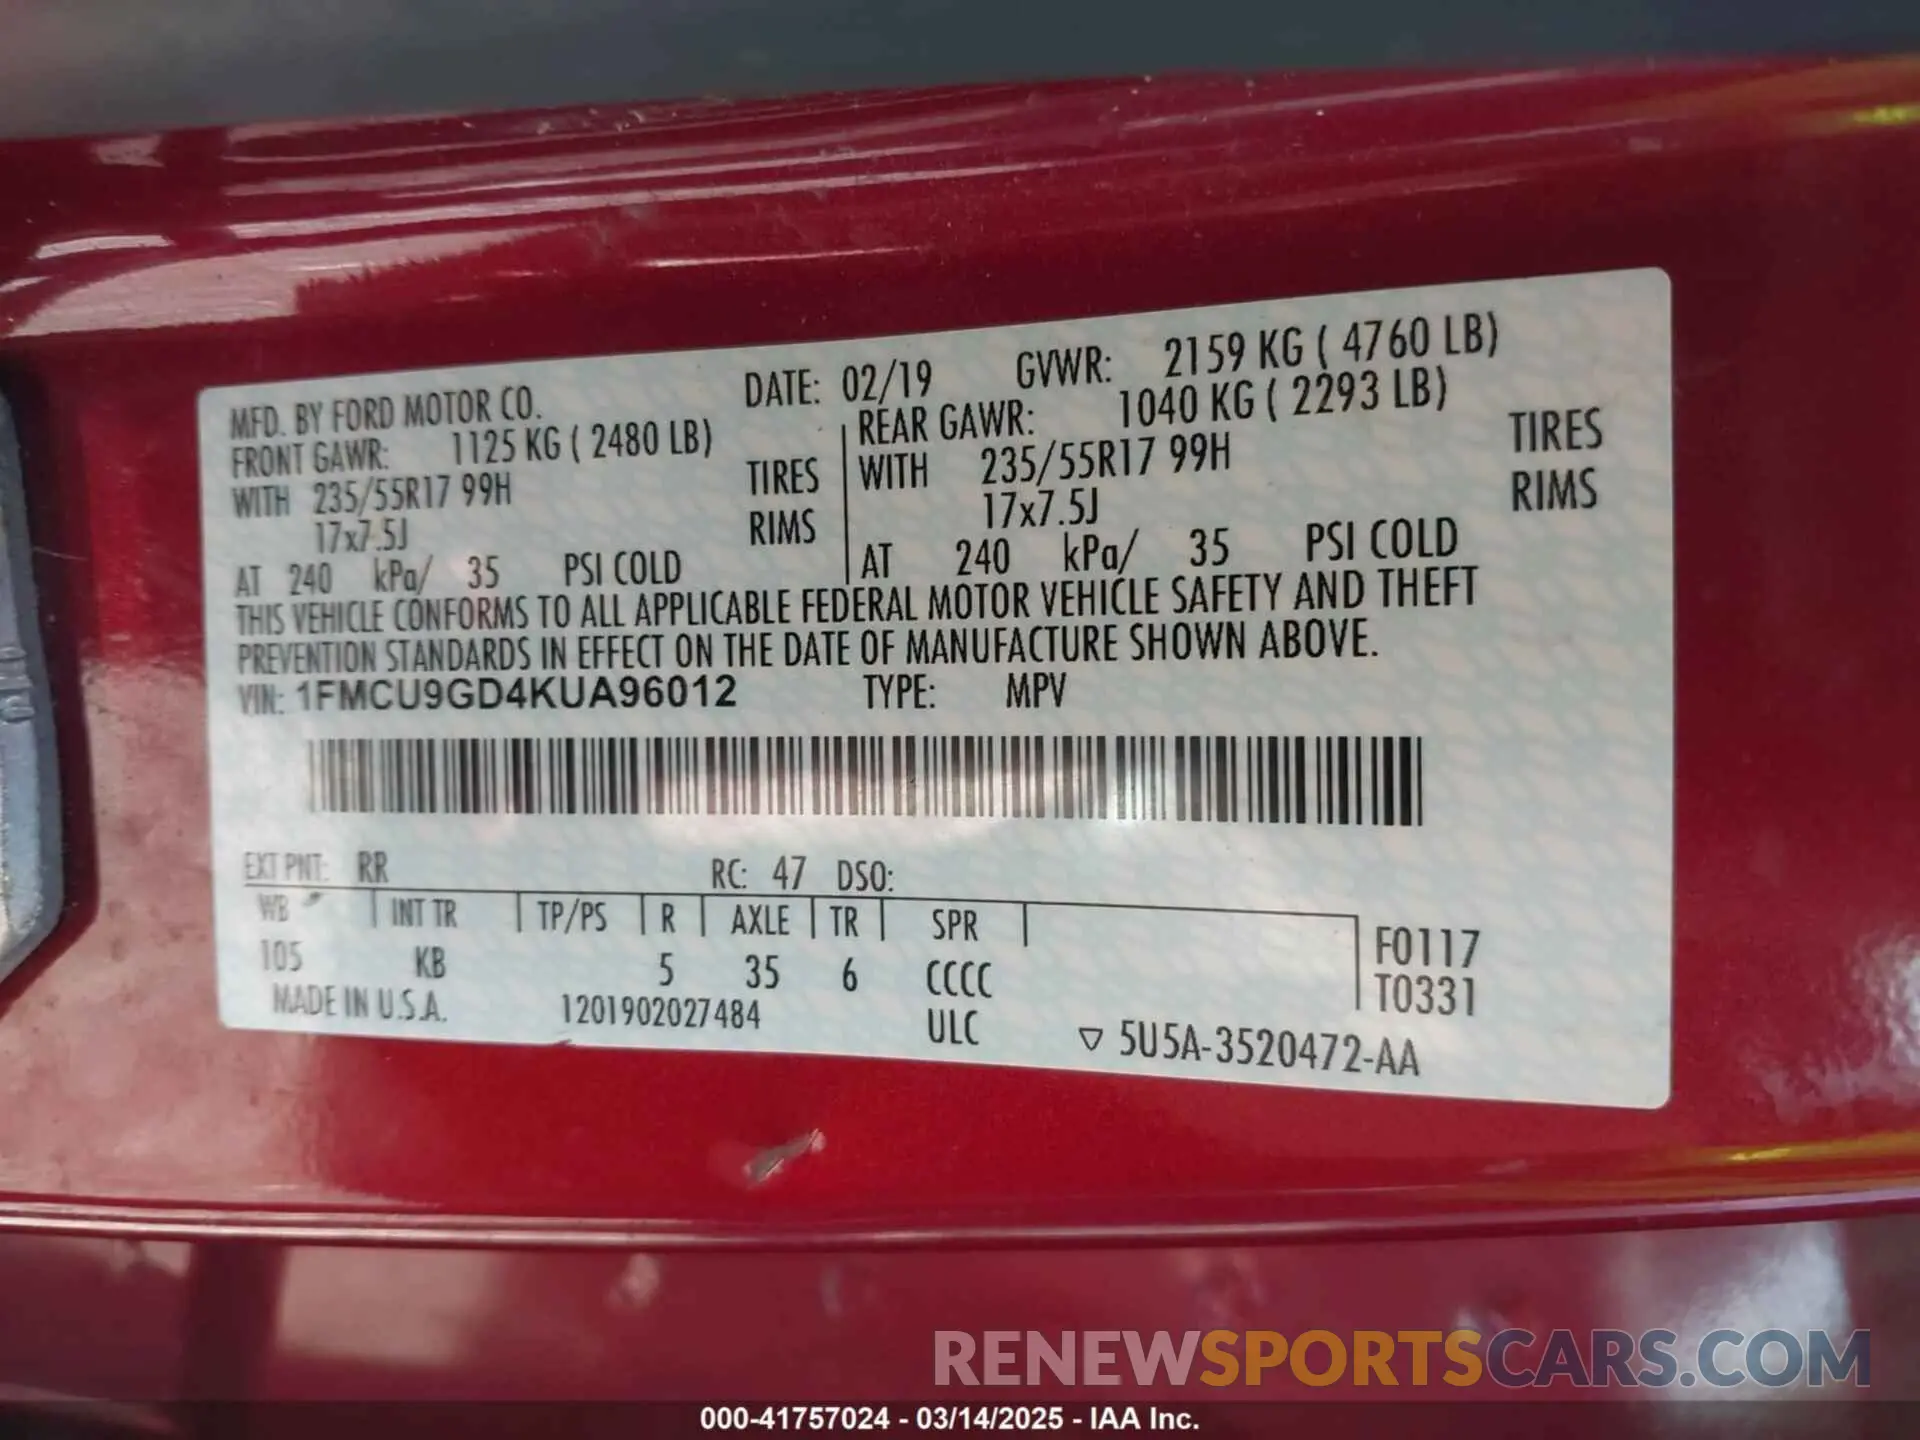 MFD. BY FORD MOTOR CO. DATE: 02/19 GVWR: 2159 KG ( 4760 LB)
FRONT GAWR: 1125 KG ( 2480 LB) REAR GAWR: 1040 KG ( 2293 LB)
WITH 235/55R17 99H TIRES WITH 235/55R17 99H TIRES
17x7.5J RIMS 17x7.5J RIMS
AT 240 kPa/ 35 PSI COLD AT 240 kPa/ 35 PSI COLD
THIS VEHICLE CONFORMS TO ALL APPLICABLE FEDERAL MOTOR VEHICLE SAFETY AND THEFT
PREVENTION STANDARDS IN EFFECT ON THE DATE OF MANUFACTURE SHOWN ABOVE.
VIN: 1FMCU9GD4KUA96012 TYPE: MPV
EXT PNT: RR RC: 47 DSO:
WB INT TR TP/PS R AXLE TR SPR
105 KB 5 35 6 CCCC
F0117
T0331
MADE IN U.S.A. 1201902027484 ULC ▽ 5U5A-3520472-AA
RENEWSPORTSCARS.COM
000-41757024 - 03/14/2025 - IAA Inc.